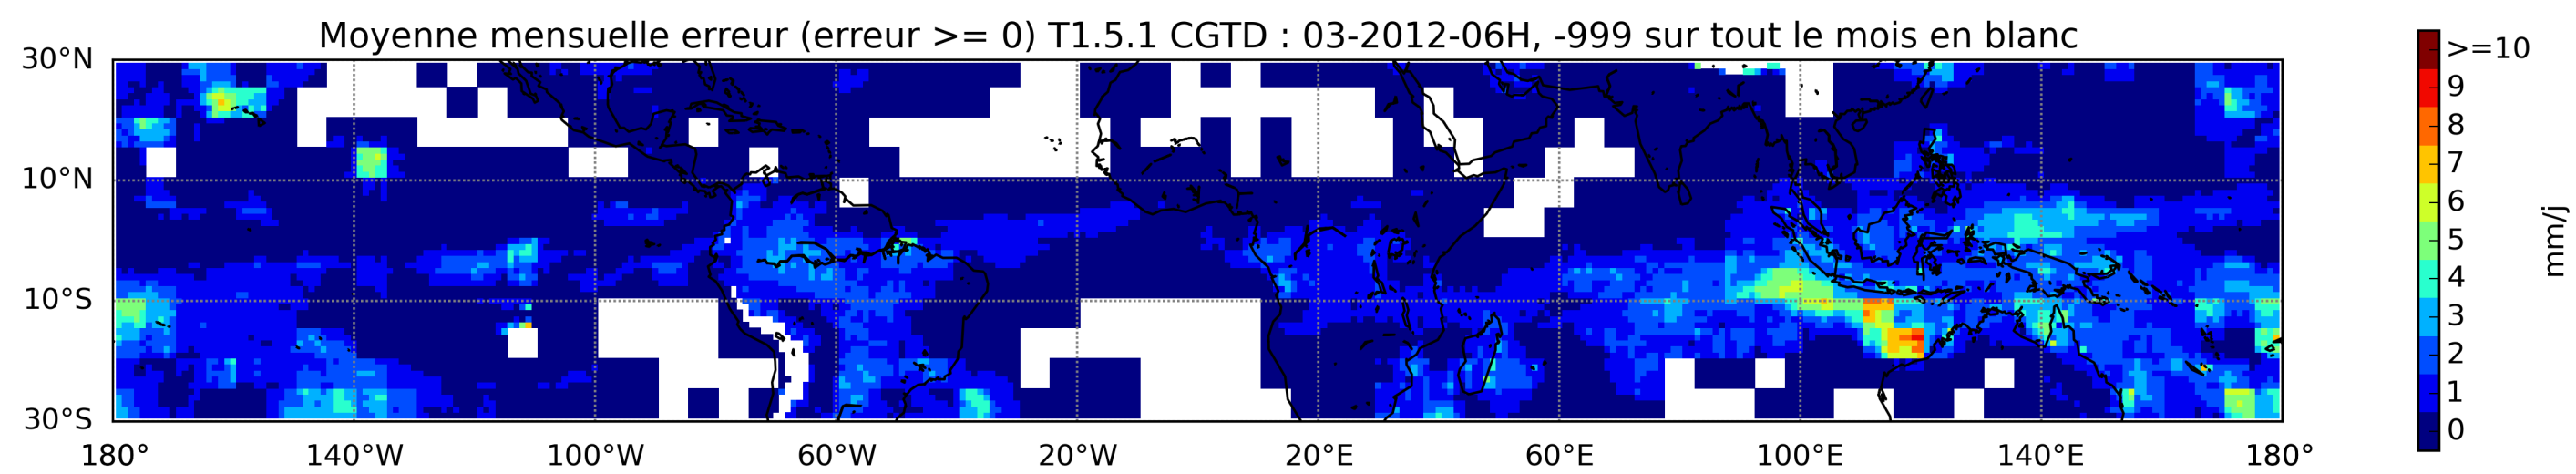 Moyenne mensuelle erreur (erreur >= 0) T1.5.1 CGTD : 03-2012-06H, -999 sur tout le mois en blanc
30°N
10°N
10°S
30°S
180° 140°W 100°W 60°W 20°W 20°E 60°E 100°E 140°E 180°
>=10
9
8
7
6
5
4
3
2
1
0
mm/j